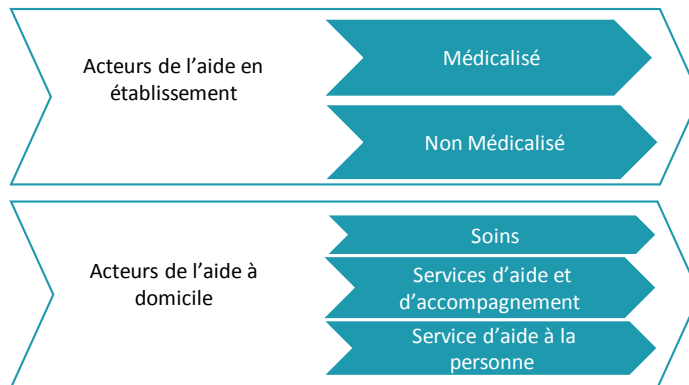 Acteurs de l’aide en
établissement
Médicalisé
Non Médicalisé
Acteurs de l’aide à
domicile
Soins
Services d’aide et
d’accompagnement
Service d’aide à la
personne